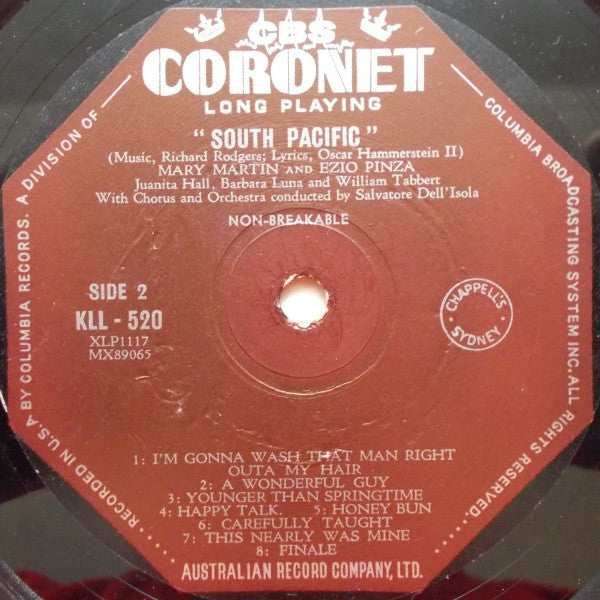 CBS
CORONET
LONG PLAYING
" SOUTH PACIFIC "
(Music, Richard Rodgers; Lyrics, Oscar Hammerstein II)
MARY MARTIN AND EZIO PINZA
Juanita Hall, Barbara Luna and William Tabbert
With Chorus and Orchestra conducted by Salvatore Dell'Isola
NON-BREAKABLE
SIDE 2
KLL - 520
XLP1117
MX89065
CHAPPELL'S
SYDNEY
1: I'M GONNA WASH THAT MAN RIGHT
OUTA MY HAIR
2: A WONDERFUL GUY
3: YOUNGER THAN SPRINGTIME
4: HAPPY TALK. 5: HONEY BUN
6: CAREFULLY TAUGHT
7: THIS NEARLY WAS MINE
8: FINALE
AUSTRALIAN RECORD COMPANY, LTD.
RECORDED IN U.S.A BY COLUMBIA RECORDS. A DIVISION OF
COLUMBIA BROADCASTING SYSTEM INC. ALL RIGHTS RESERVED.